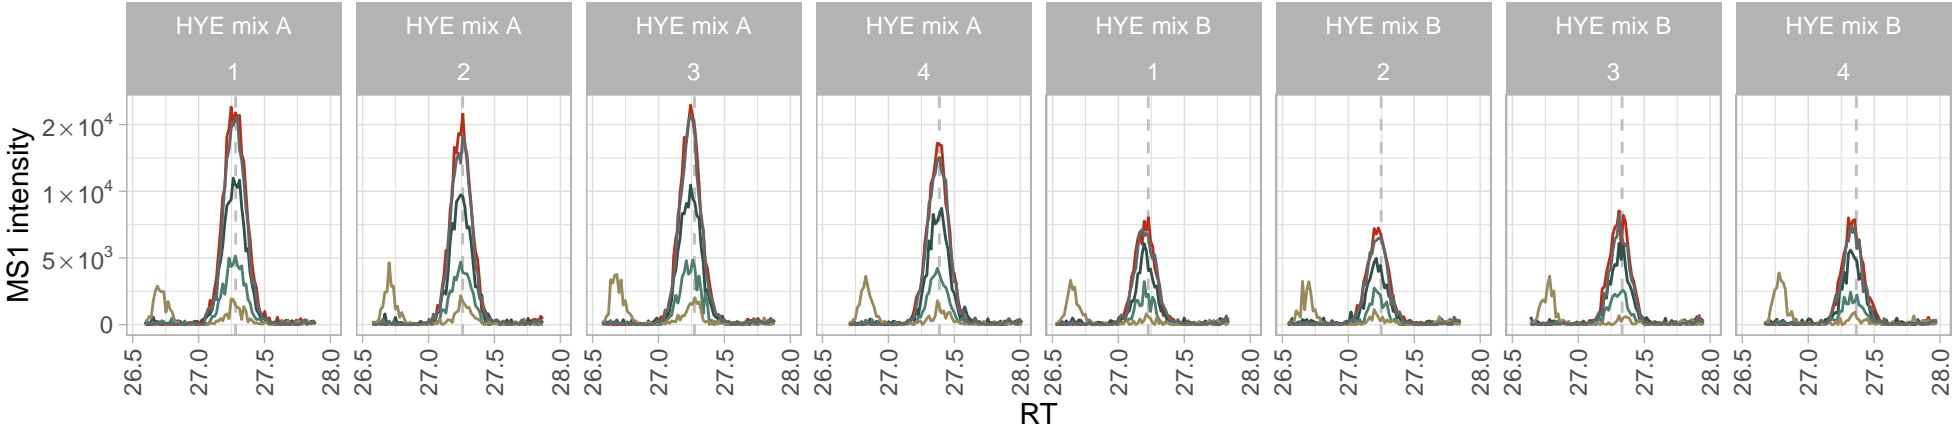 HYE mix A HYE mix A HYE mix A HYE mix A HYE mix B HYE mix B HYE mix B HYE mix B
1 2 3 4 1 2 3 4
MS1 intensity
2×10⁴
1×10⁴
5×10³
0
26.5 27.0 27.5 28.0 26.5 27.0 27.5 28.0 26.5 27.0 27.5 28.0 26.5 27.0 27.5 28.0 26.5 27.0 27.5 28.0 26.5 27.0 27.5 28.0 26.5 27.0 27.5 28.0 26.5 27.0 27.5 28.0
RT